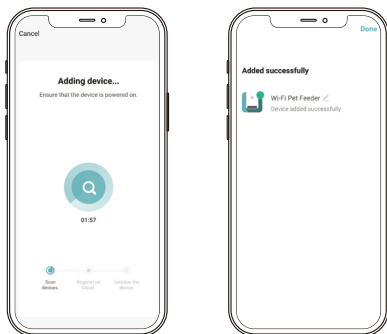 Cancel
Adding device...
Ensure that the device is powered on.
01:57
Scan
devices.
Register on
Cloud.
Initialize the
device.
Done
Added successfully
Wi-Fi Pet Feeder
Device added successfully.